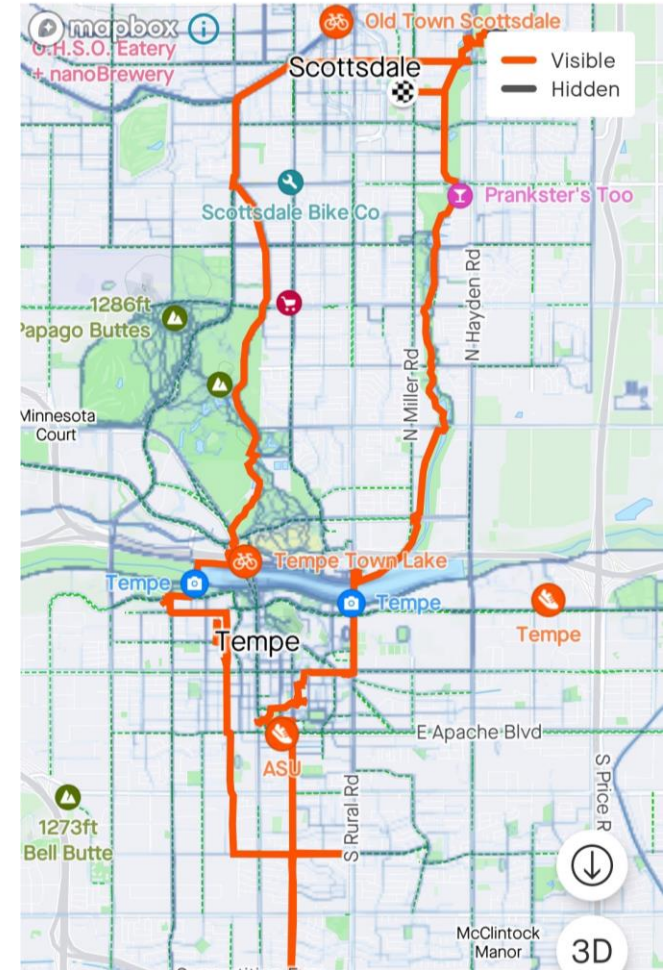 mapbox
O.H.S.O. Eatery
+ nanoBrewery
Old Town Scottsdale
Scottsdale
Visible
Hidden
Scottsdale Bike Co
Prankster's Too
N Hayden Rd
1286ft
Papago Buttes
N Miller Rd
Minnesota
Court
Tempe Town Lake
Tempe
Tempe
Tempe
Tempe
E Apache Blvd
ASU
S Rural Rd
S Price R
1273ft
Bell Butte
McClintock
Manor
3D